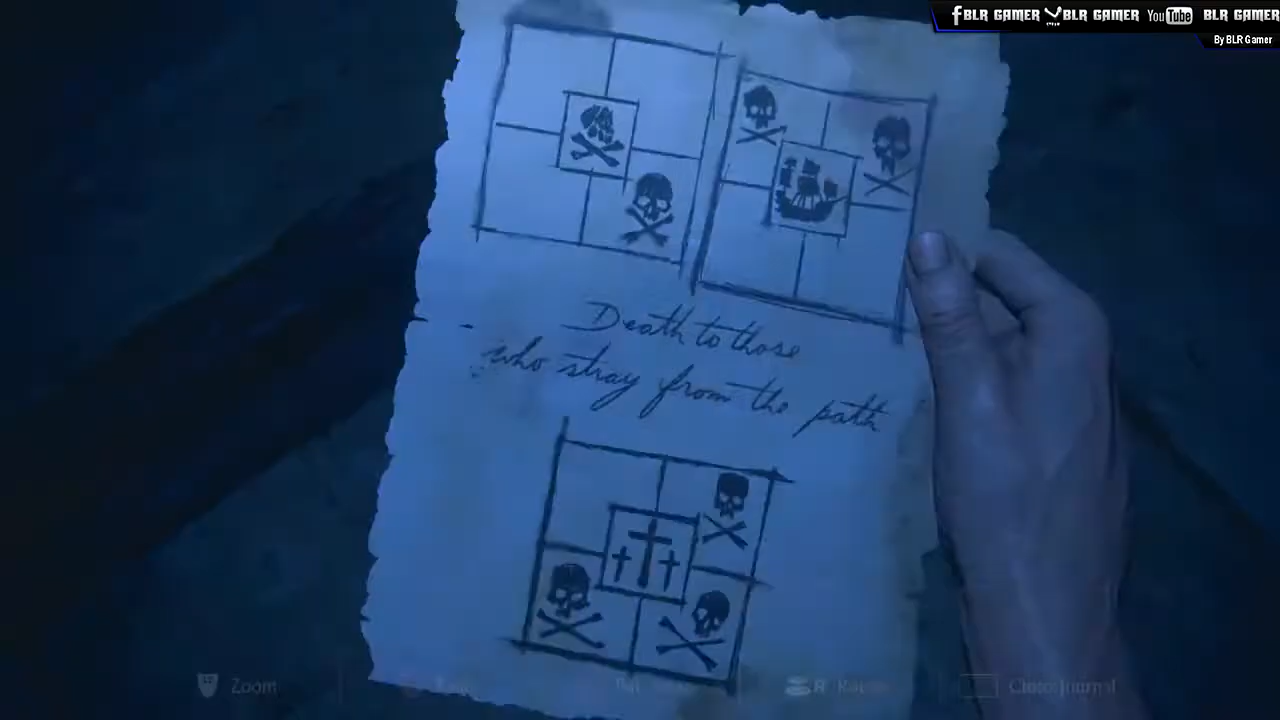 BLR GAMER BLR GAMER YouTube BLR GAMER
By BLR Gamer
Death to those
who stray from the path
Zoom
R
Close Journal